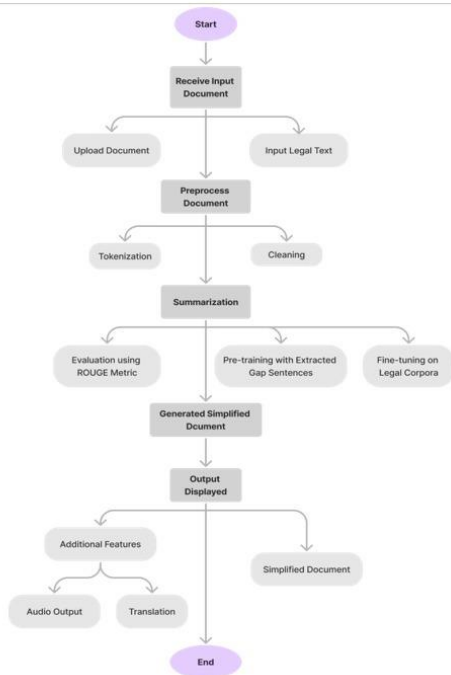 Start
Receive Input
Document
Upload Document
Input Legal Text
Preprocess
Document
Tokenization
Cleaning
Summarization
Evaluation using
ROUGE Metric
Pre-training with Extracted
Gap Sentences
Fine-tuning on
Legal Corpora
Generated Simplified
Dcument
Output
Displayed
Additional Features
Simplified Document
Audio Output
Translation
End